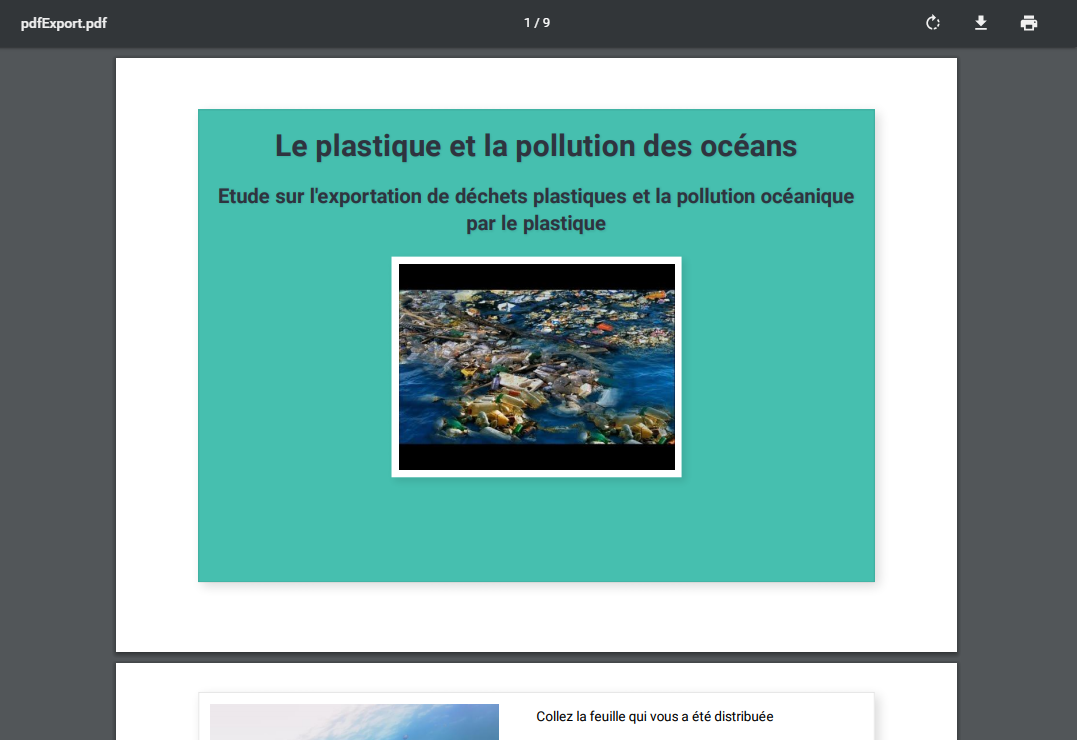 pdfExport.pdf
1 / 9
Le plastique et la pollution des océans
Etude sur l'exportation de déchets plastiques et la pollution océanique
par le plastique
Collez la feuille qui vous a été distribuée